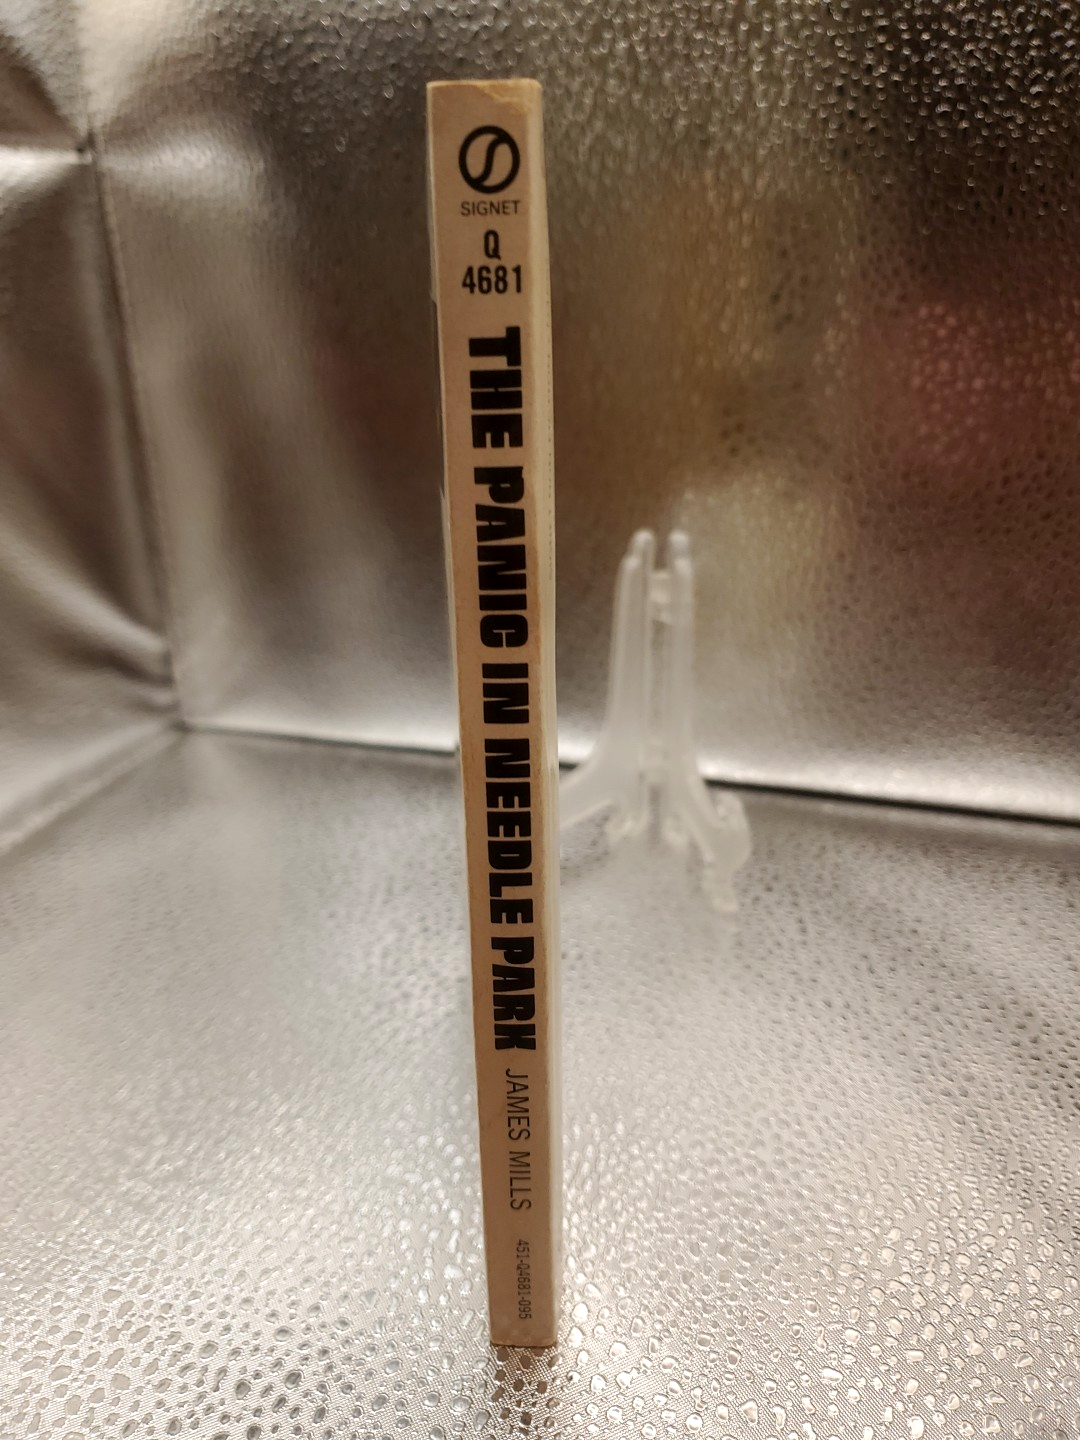 SIGNET
Q
4681
THE PANIC IN NEEDLE PARK
JAMES MILLS
451-Q4681-095